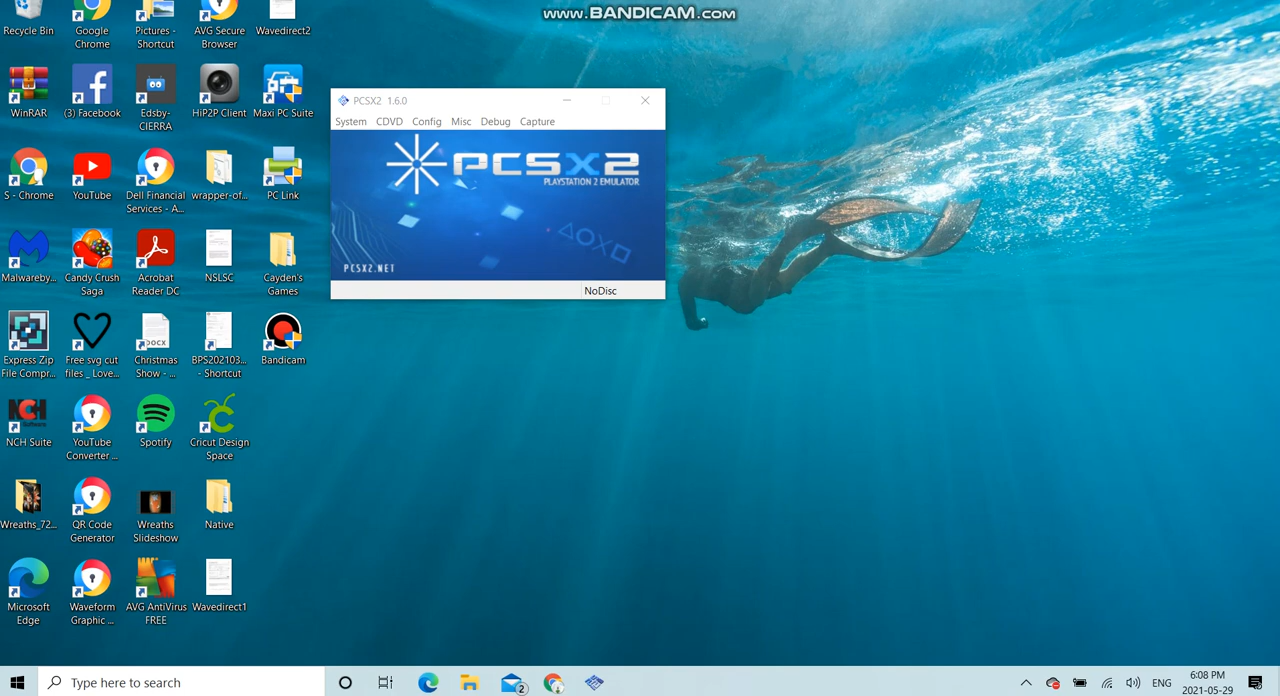 www.BANDICAM.com
Recycle Bin
Google
Chrome
Pictures -
Shortcut
AVG Secure
Browser
Wavedirect2
WinRAR
(3) Facebook
Edsby-
CIERRA
HiP2P Client
Maxi PC Suite
S - Chrome
YouTube
Dell Financial
Services - A...
wrapper-of...
PC Link
Malwareby...
Candy Crush
Saga
Acrobat
Reader DC
NSLSC
Cayden's
Games
Express Zip
File Compr...
Free svg cut
files _ Love...
DOCX
Christmas
Show - ...
BPS202103...
- Shortcut
Bandicam
NCH
Software
NCH Suite
YouTube
Converter ...
Spotify
Cricut Design
Space
Wreaths_72...
QR Code
Generator
Wreaths
Slideshow
Native
Microsoft
Edge
Waveform
Graphic ...
AVG AntiVirus
FREE
Wavedirect1
PCSX2 1.6.0
System CDVD Config Misc Debug Capture
PCSX2
PLAYSTATION 2 EMULATOR
PCSX2.NET
NoDisc
Type here to search
2
ENG
6:08 PM
2021-05-29